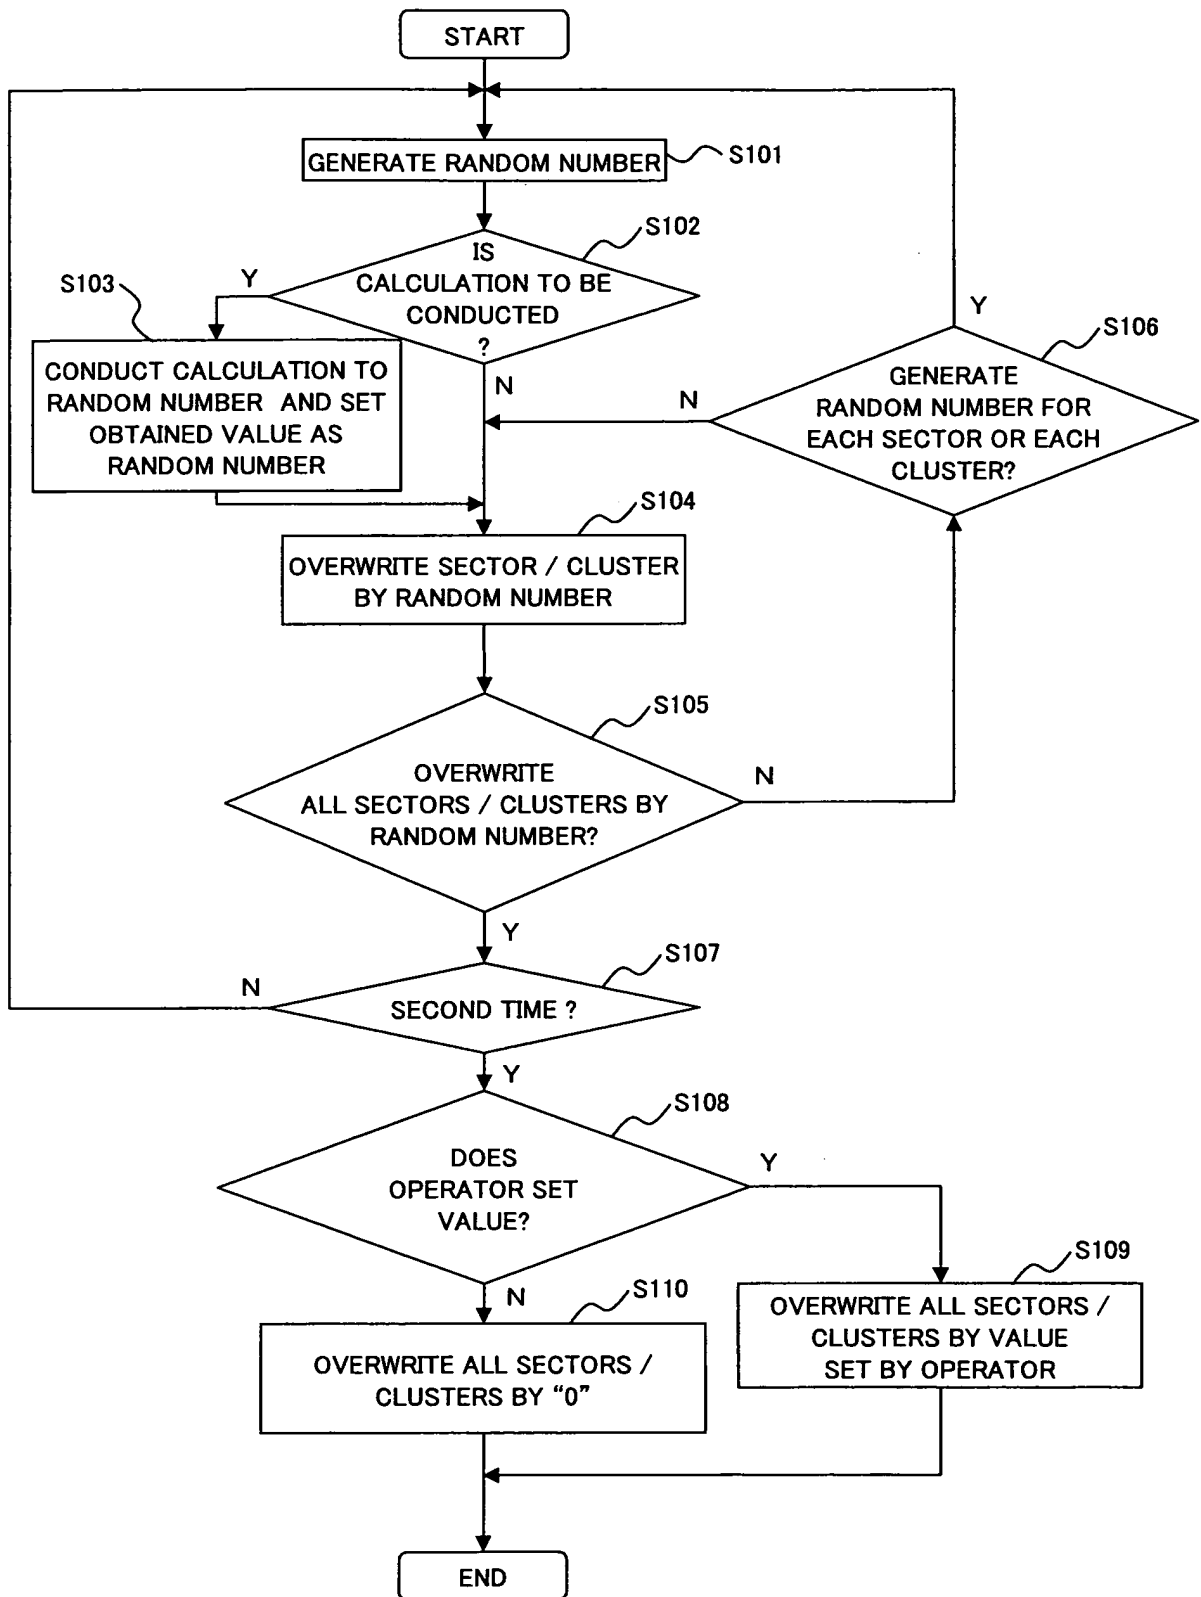 START
GENERATE RANDOM NUMBER
S101
S102
IS
CALCULATION TO BE
CONDUCTED
?
Y
N
S103
CONDUCT CALCULATION TO
RANDOM NUMBER AND SET
OBTAINED VALUE AS
RANDOM NUMBER
Y
S106
GENERATE
RANDOM NUMBER FOR
EACH SECTOR OR EACH
CLUSTER?
N
S104
OVERWRITE SECTOR / CLUSTER
BY RANDOM NUMBER
S105
OVERWRITE
ALL SECTORS / CLUSTERS BY
RANDOM NUMBER?
N
Y
S107
N
SECOND TIME ?
Y
S108
DOES
OPERATOR SET
VALUE?
Y
N
S109
OVERWRITE ALL SECTORS /
CLUSTERS BY VALUE
SET BY OPERATOR
S110
OVERWRITE ALL SECTORS /
CLUSTERS BY “0”
END